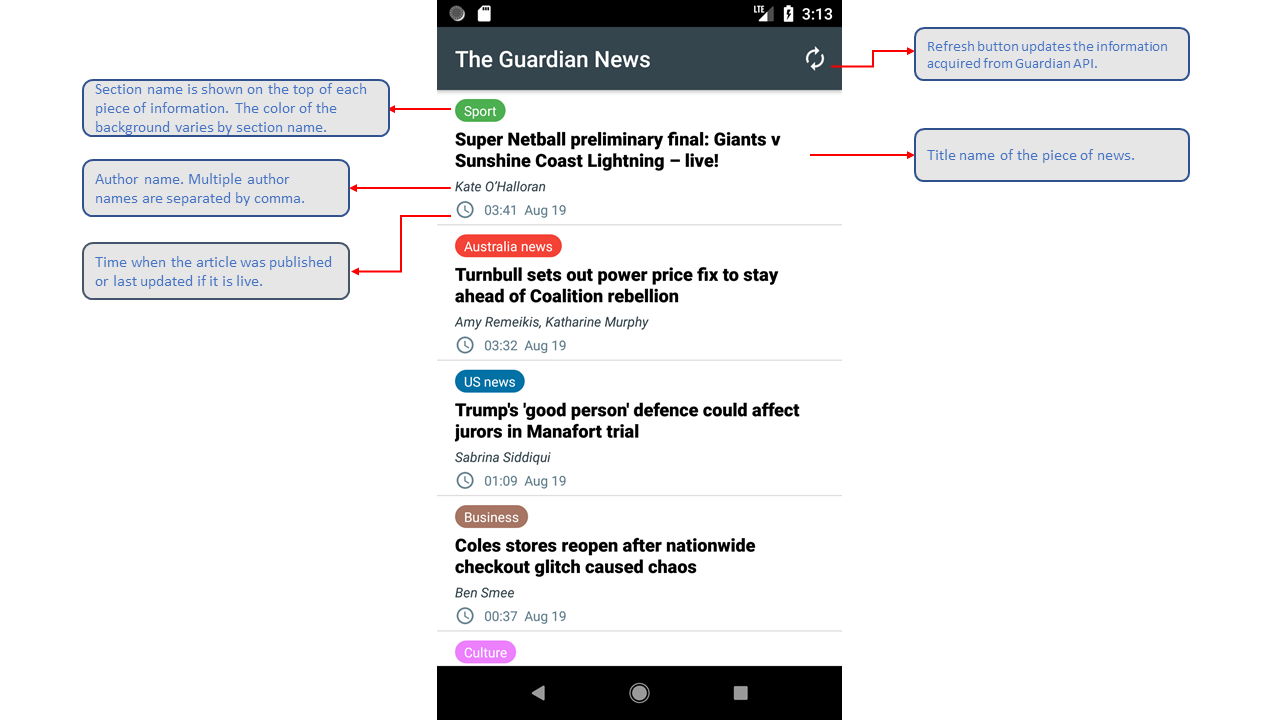 LTE
3:13
The Guardian News
Refresh button updates the information
acquired from Guardian API.
Section name is shown on the top of each
piece of information. The color of the
background varies by section name.
Sport
Super Netball preliminary final: Giants v
Sunshine Coast Lightning – live!
Title name of the piece of news.
Author name. Multiple author
names are separated by comma.
Kate O'Halloran
03:41 Aug 19
Time when the article was published
or last updated if it is live.
Australia news
Turnbull sets out power price fix to stay
ahead of Coalition rebellion
Amy Remeikis, Katharine Murphy
03:32 Aug 19
US news
Trump's 'good person' defence could affect
jurors in Manafort trial
Sabrina Siddiqui
01:09 Aug 19
Business
Coles stores reopen after nationwide
checkout glitch caused chaos
Ben Smee
00:37 Aug 19
Culture